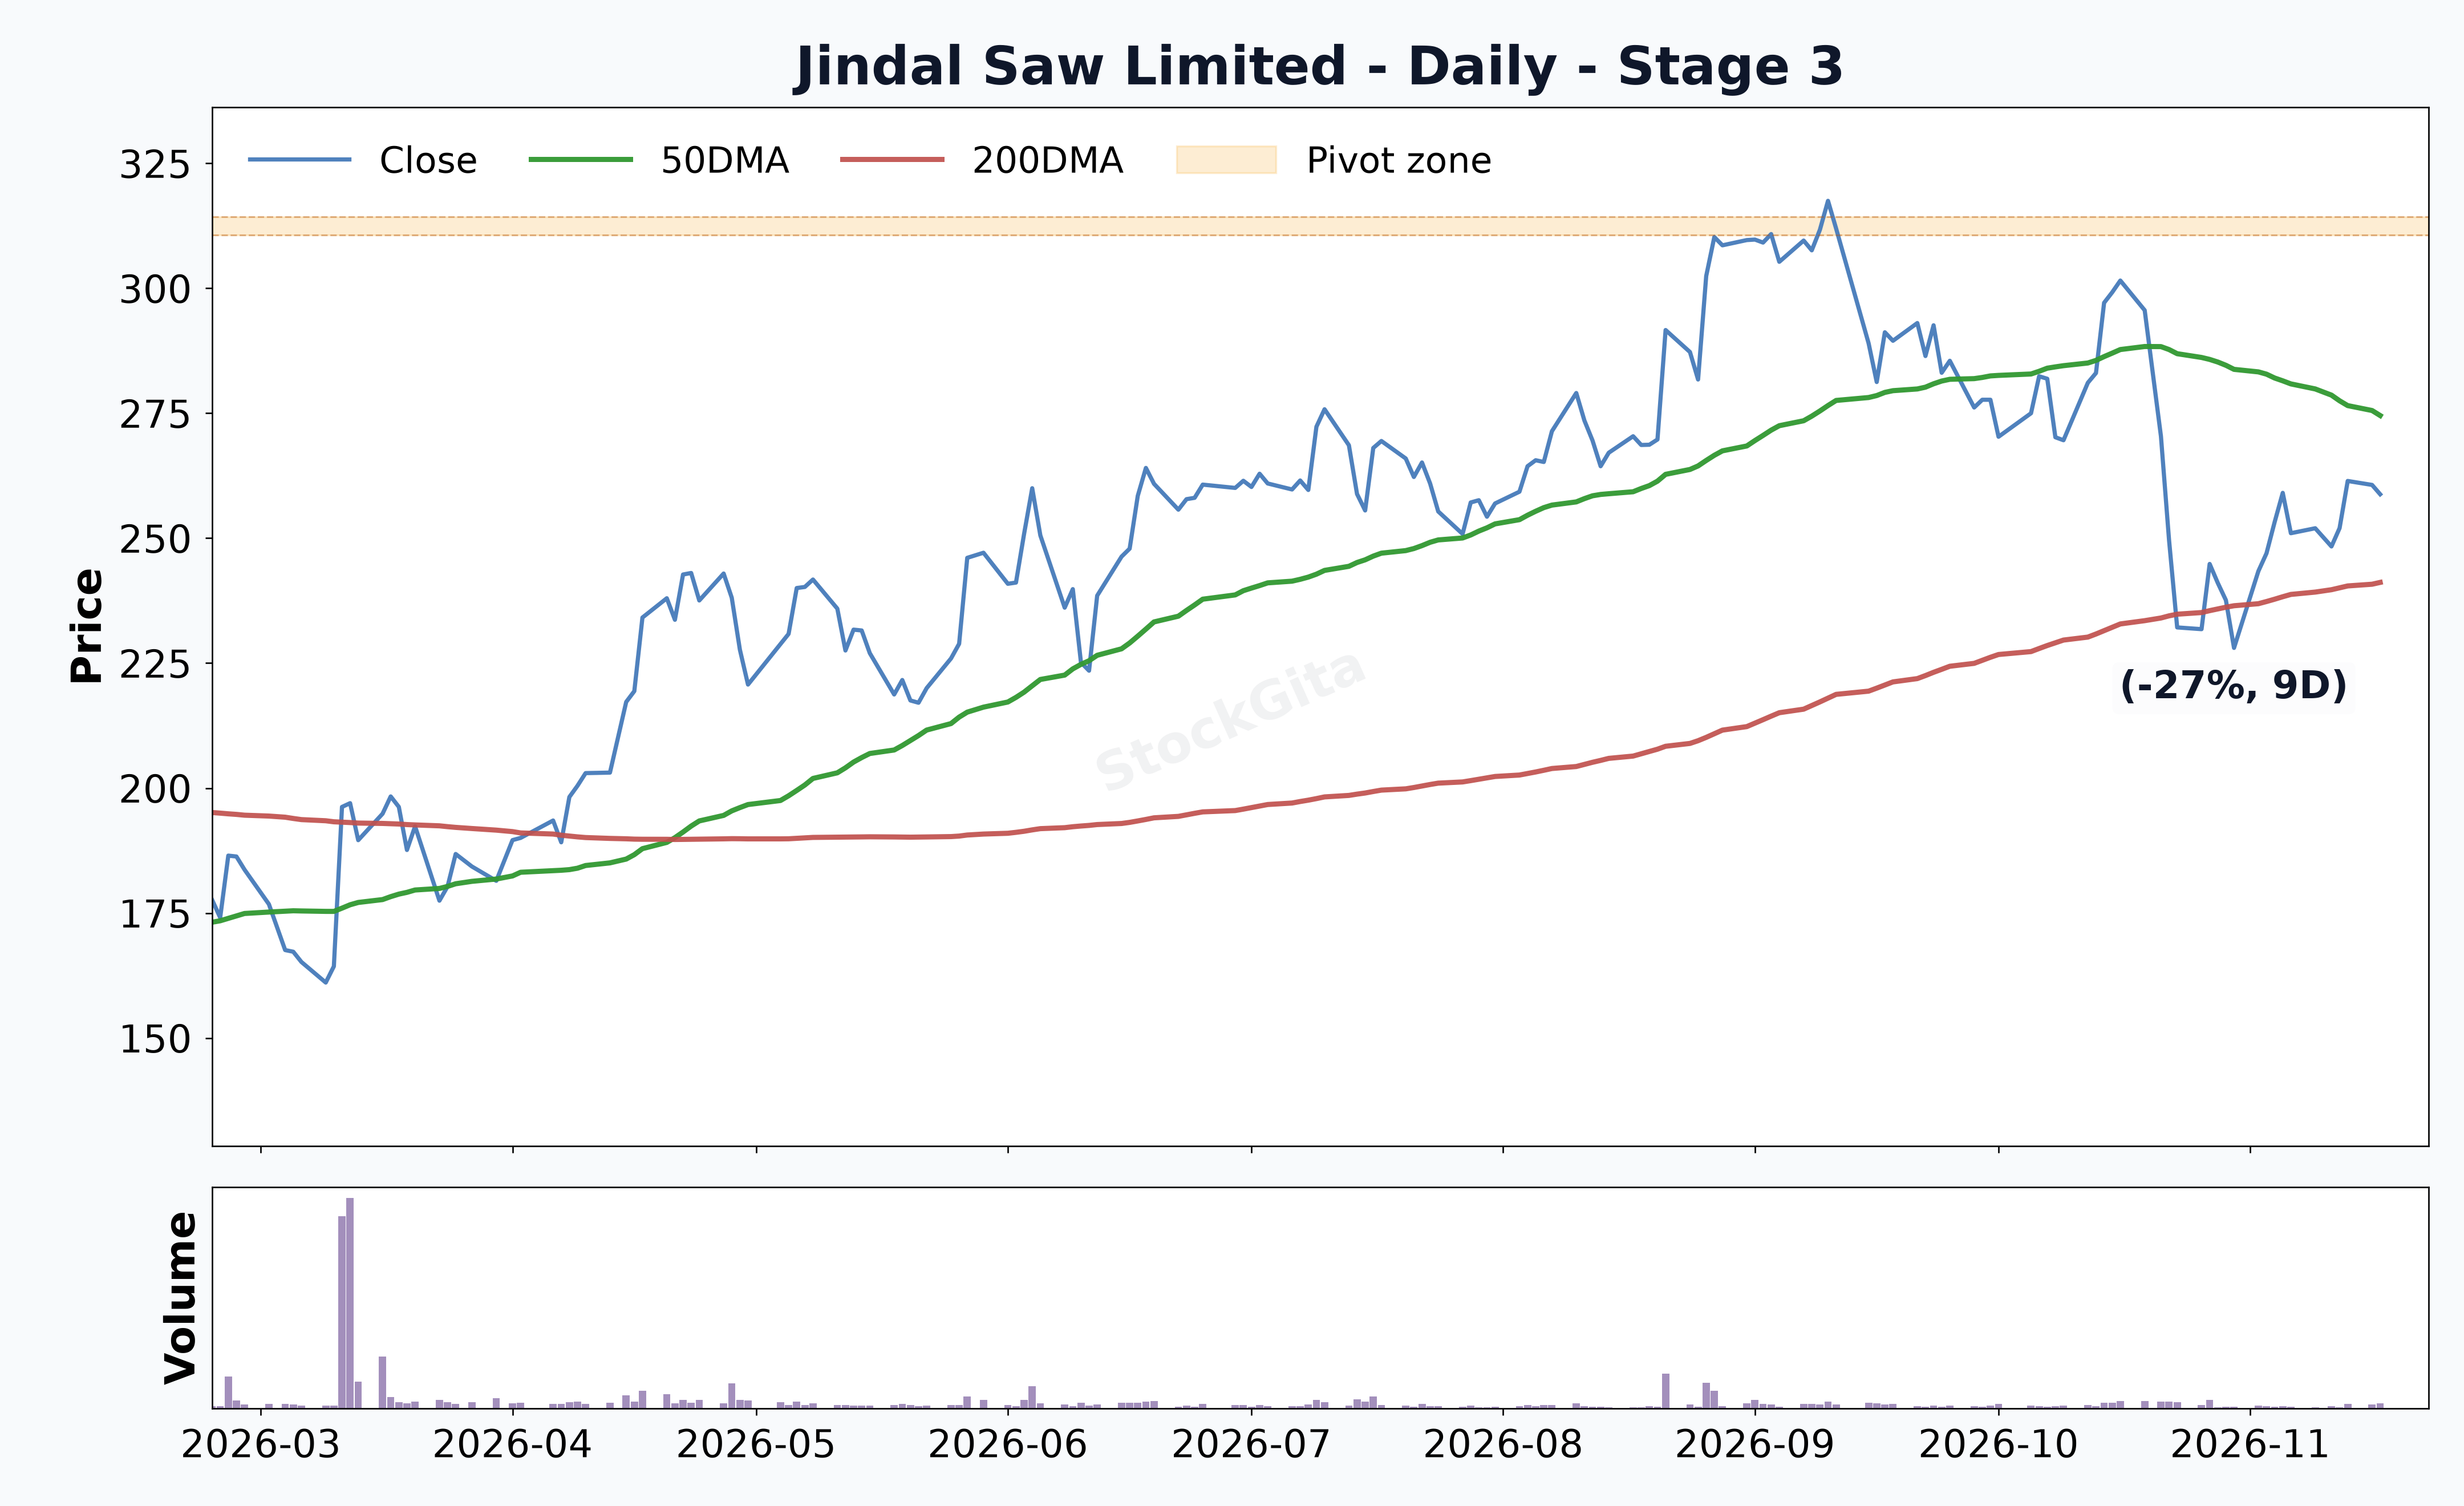 Jindal Saw Limited - Daily - Stage 3
Close 50DMA 200DMA Pivot zone
325
300
275
250
225
200
175
150
Price
StockGita
(-27%, 9D)
Volume
2026-03 2026-04 2026-05 2026-06 2026-07 2026-08 2026-09 2026-10 2026-11